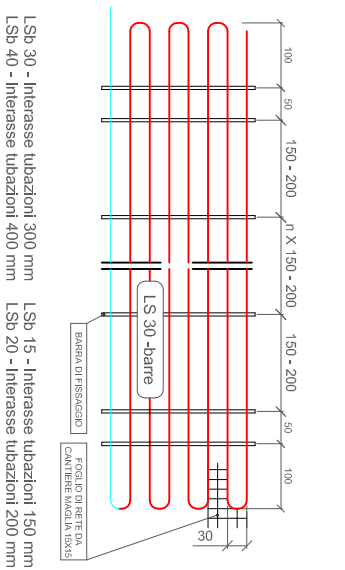 100
50
150 - 200
n X 150 - 200
150 - 200
50
100
30
LS 30 -barre
BARRA DI FISSAGGIO
FOGLIO DI RETE DA
CANTIERE MAGLIA 15X15
LSb 30 - Interasse tubazioni 300 mm
LSb 40 - Interasse tubazioni 400 mm
LSb 15 - Interasse tubazioni 150 mm
LSb 20 - Interasse tubazioni 200 mm